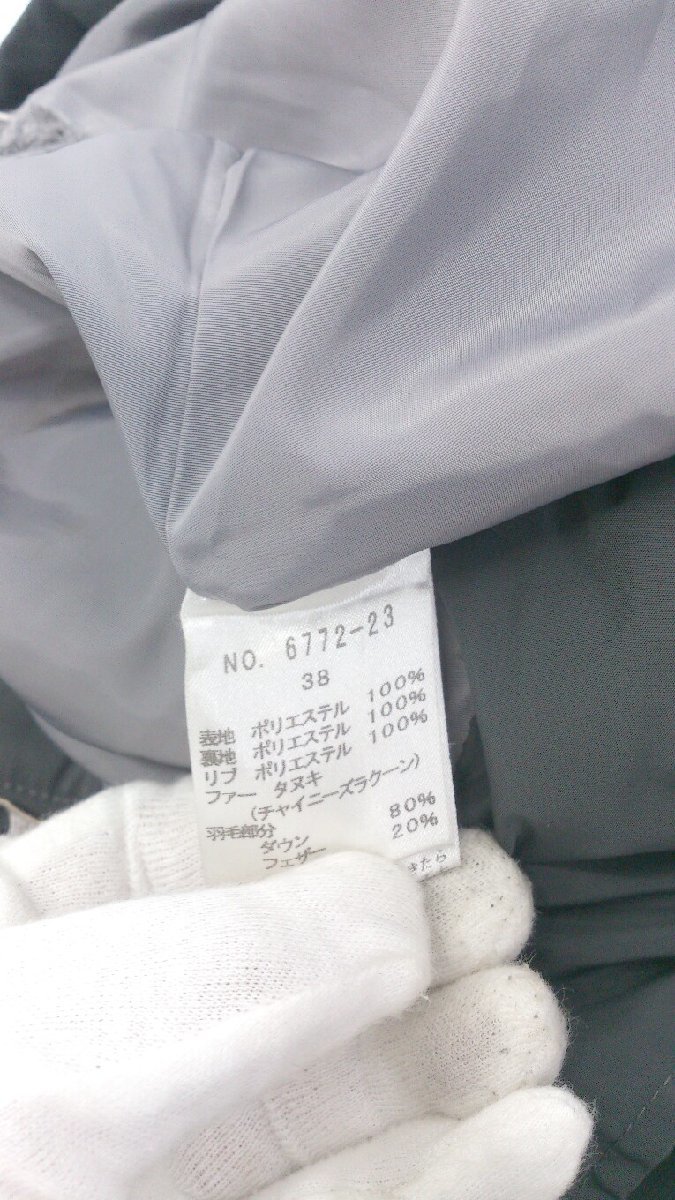 NO. 6772-23
38
表地 ポリエステル 100%
裏地 ポリエステル 100%
リブ ポリエステル 100%
ファー タヌキ
(チャイニーズラクーン)
羽毛部分
ダウン 80%
フェザー 20%
きたら